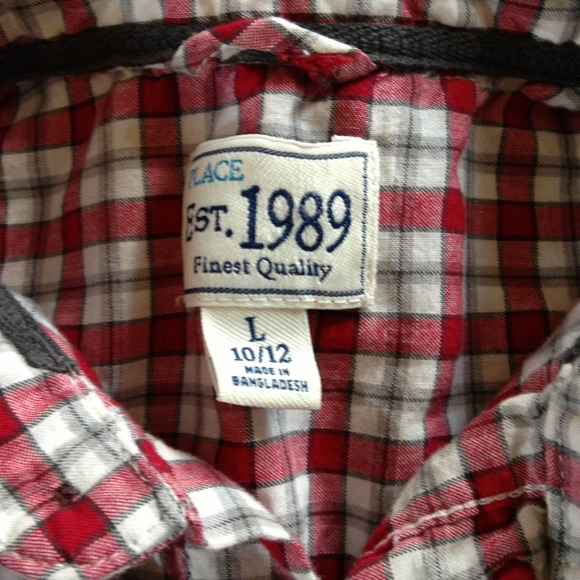 PLACE
EST. 1989
Finest Quality
L
10/12
MADE IN
BANGLADESH